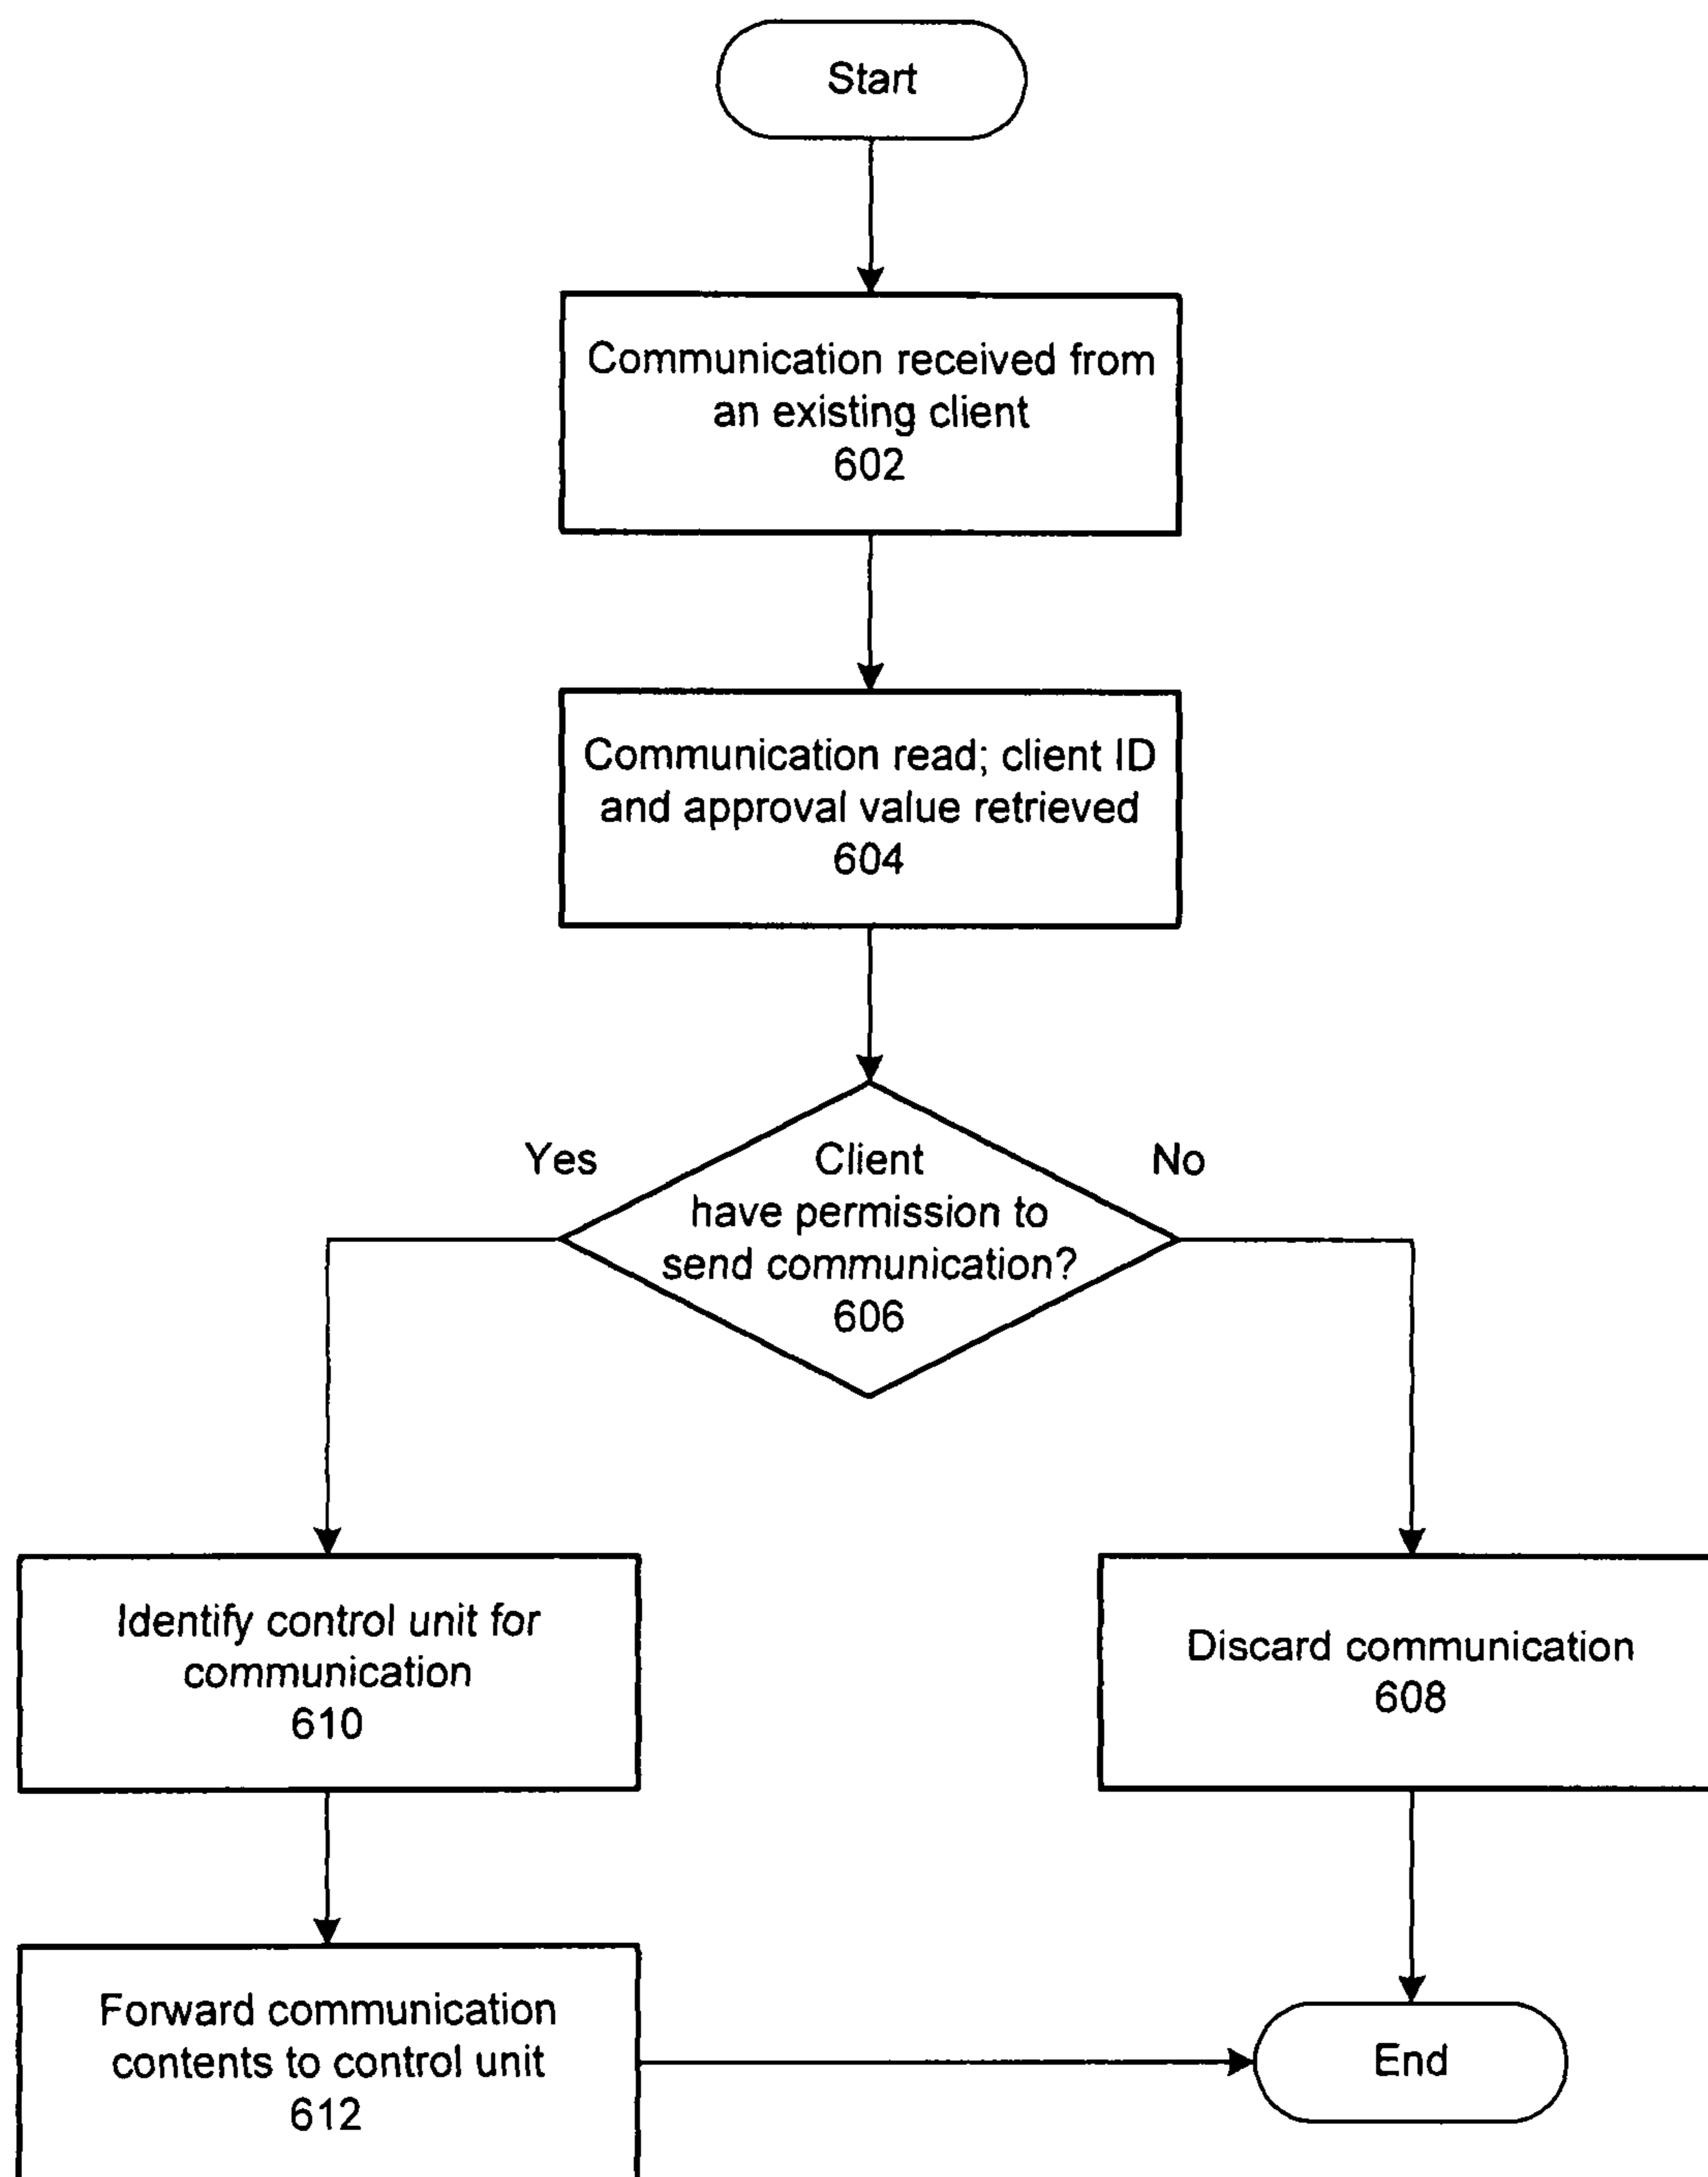 Start
Communication received from
an existing client
602
Communication read; client ID
and approval value retrieved
604
Yes
No
Client
have permission to
send communication?
606
Identify control unit for
communication
610
Discard communication
608
Forward communication
contents to control unit
612
End